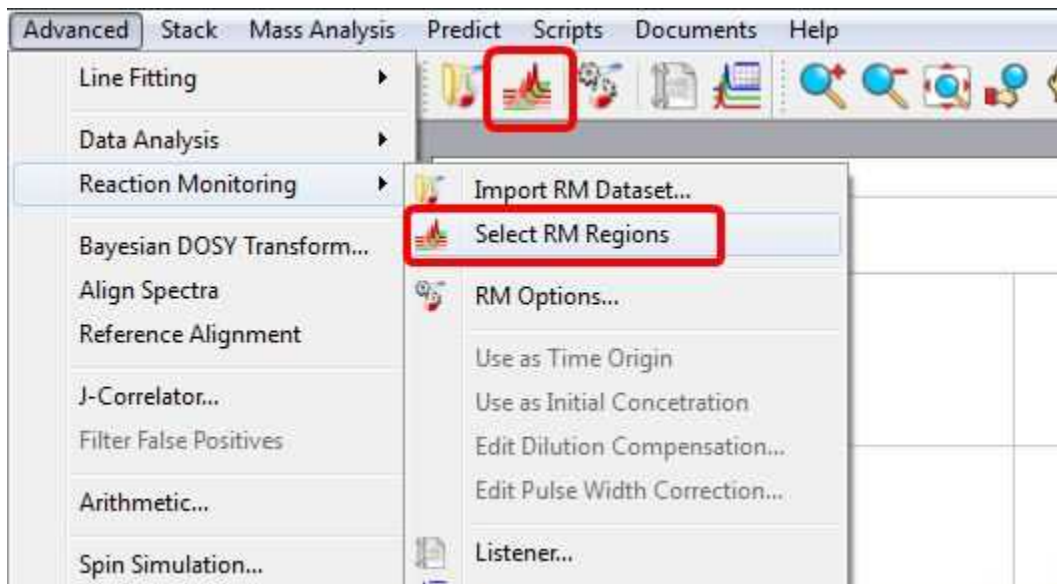 Advanced Stack Mass Analysis Predict Scripts Documents Help
Line Fitting
Data Analysis
Reaction Monitoring
Bayesian DOSY Transform...
Align Spectra
Reference Alignment
J-Correlator...
Filter False Positives
Arithmetic...
Spin Simulation...
Import RM Dataset...
Select RM Regions
RM Options...
Use as Time Origin
Use as Initial Concetration
Edit Dilution Compensation...
Edit Pulse Width Correction...
Listener...